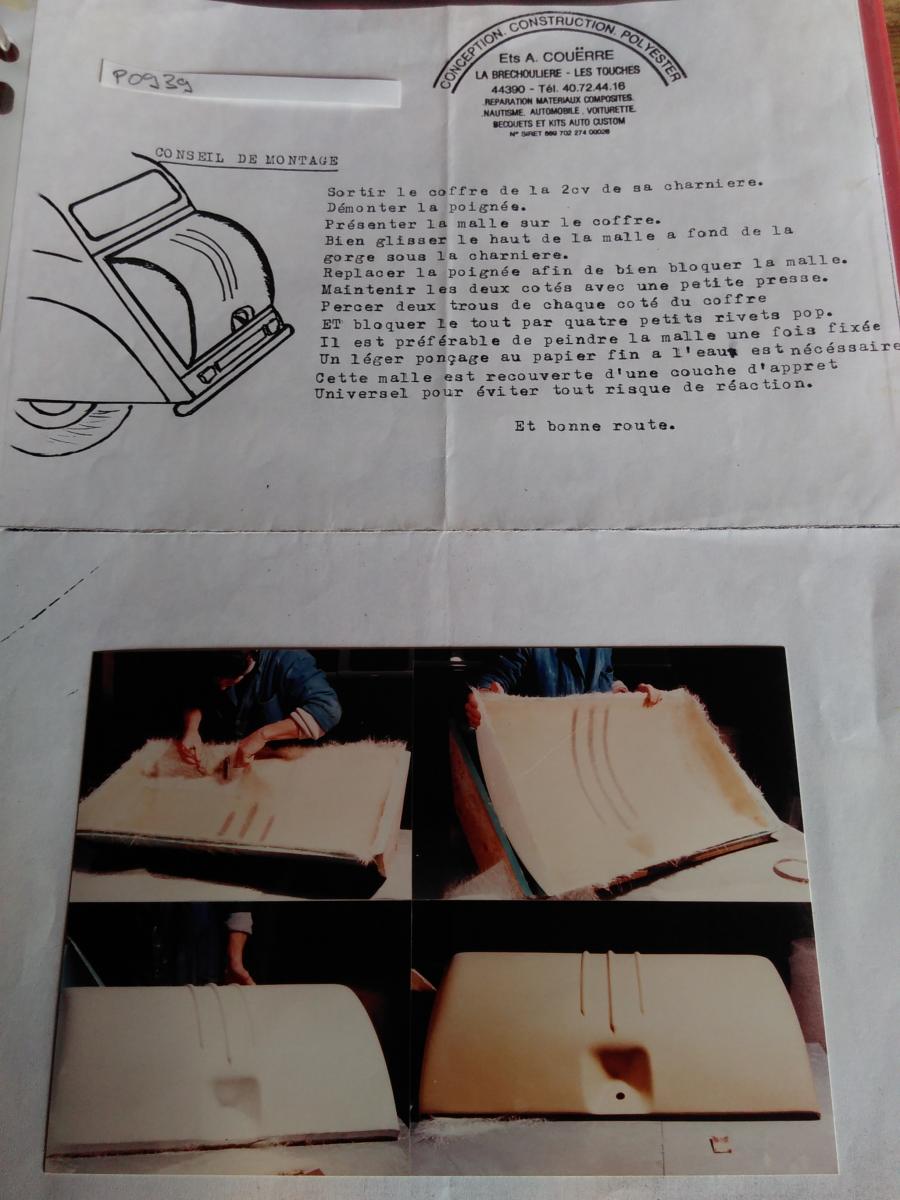 P0939
CONCEPTION. CONSTRUCTION. POLYESTER
Ets A. COUËRRE
LA BRECHOULIERE - LES TOUCHES
44390 - Tél. 40.72.44.16
REPARATION MATERIAUX COMPOSITES.
NAUTISME. AUTOMOBILE. VOITURETTE.
BECQUETS ET KITS AUTO CUSTOM
N° SIRET 669 702 274 00026
CONSEIL DE MONTAGE
Sortir le coffre de la 2cv de sa charniere.
Démonter la poignée.
Présenter la malle sur le coffre.
Bien glisser le haut de la malle a fond de la
gorge sous la charniere.
Replacer la poignée afin de bien bloquer la malle.
Maintenir les deux cotés avec une petite presse.
Percer deux trous de chaque coté du coffre
ET bloquer le tout par quatre petits rivets pop.
Il est préférable de peindre la malle une fois fixée
Un léger ponçage au papier fin a l'eau est nécéssaire
Cette malle est recouverte d'une couche d'appret
Universel pour éviter tout risque de réaction.
Et bonne route.